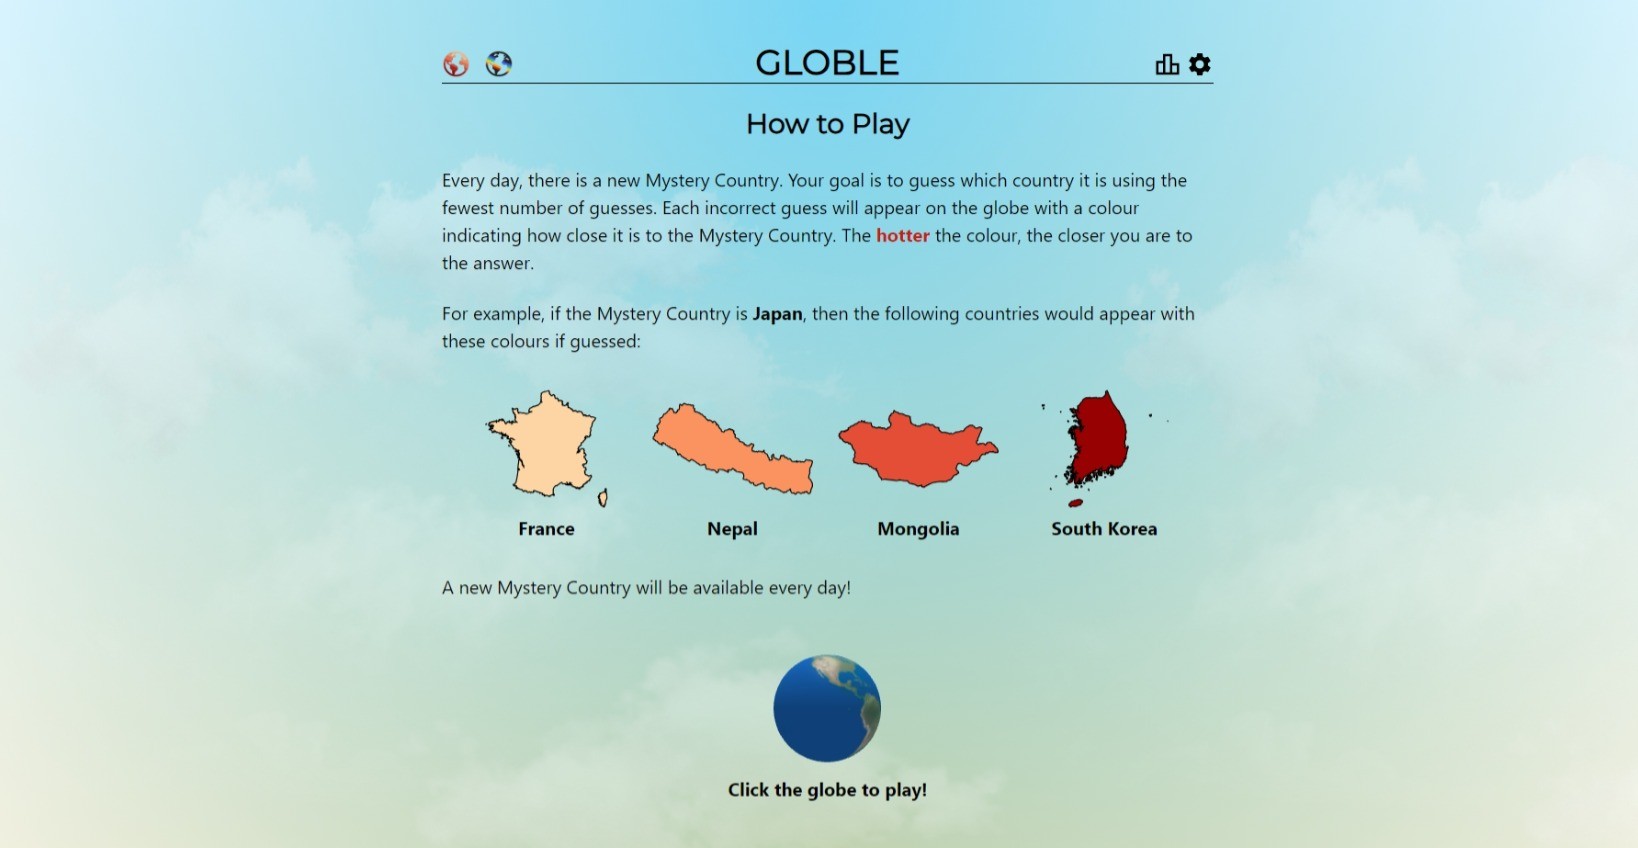 GLOBLE
How to Play
Every day, there is a new Mystery Country. Your goal is to guess which country it is using the
fewest number of guesses. Each incorrect guess will appear on the globe with a colour
indicating how close it is to the Mystery Country. The hotter the colour, the closer you are to
the answer.
For example, if the Mystery Country is Japan, then the following countries would appear with
these colours if guessed:
France
Nepal
Mongolia
South Korea
A new Mystery Country will be available every day!
Click the globe to play!